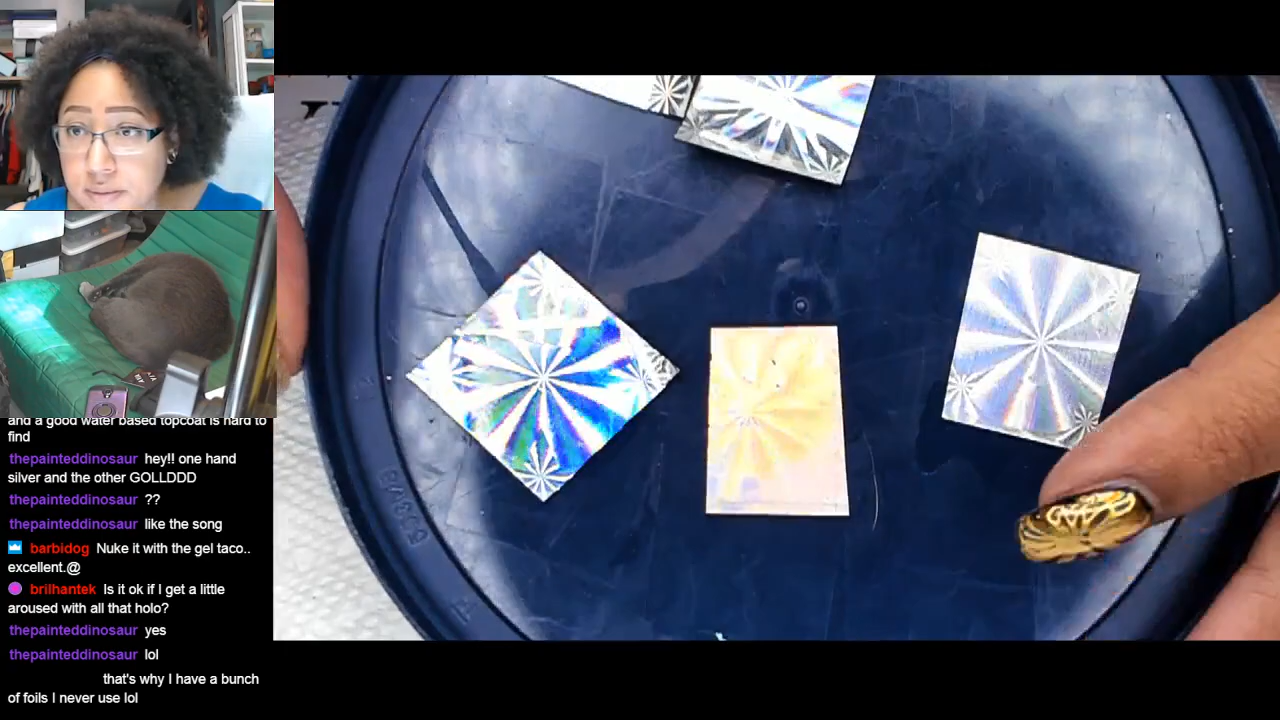 and a good water based topcoat is hard to
find
thepainteddinosaur hey!! one hand
silver and the other GOLLDDD
thepainteddinosaur ??
thepainteddinosaur like the song
barbidog Nuke it with the gel taco..
excellent.@
brilhantek Is it ok if I get a little
aroused with all that holo?
thepainteddinosaur yes
thepainteddinosaur lol
that's why I have a bunch
of foils I never use lol